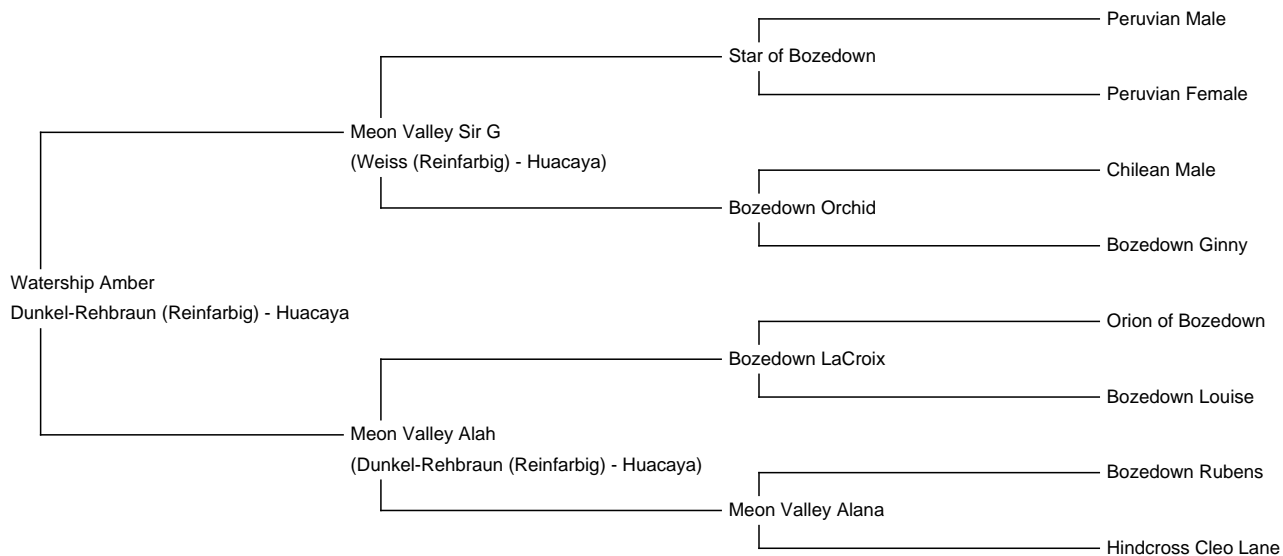 Peruvian Male
Star of Bozedown
Peruvian Female
Meon Valley Sir G
(Weiss (Reinfarbig) - Huacaya)
Chilean Male
Bozedown Orchid
Bozedown Ginny
Watership Amber
Dunkel-Rehbraun (Reinfarbig) - Huacaya
Orion of Bozedown
Bozedown LaCroix
Bozedown Louise
Meon Valley Alah
(Dunkel-Rehbraun (Reinfarbig) - Huacaya)
Bozedown Rubens
Meon Valley Alana
Hindcross Cleo Lane